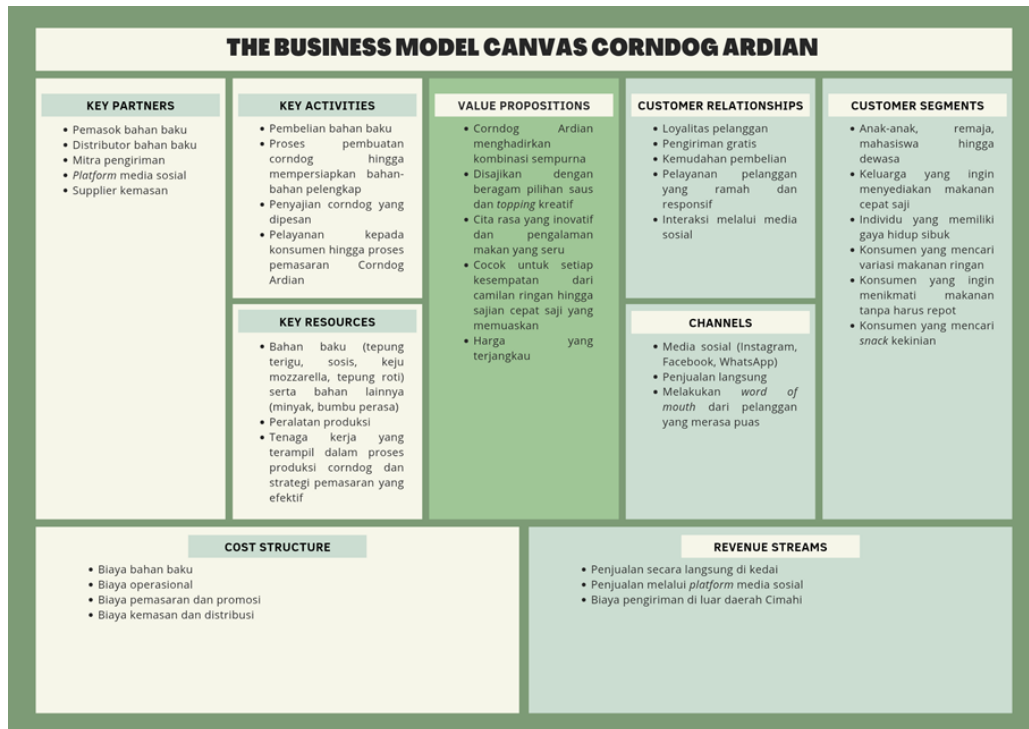 THE BUSINESS MODEL CANVAS CORNDOG ARDIAN
KEY PARTNERS
• Pemasok bahan baku
• Distributor bahan baku
• Mitra pengiriman
• Platform media sosial
• Supplier kemasan
KEY ACTIVITIES
• Pembelian bahan baku
• Proses pembuatan
corndog hingga
mempersiapkan bahan-
bahan pelengkap
• Penyajian corndog yang
dipesan
• Pelayanan kepada
konsumen hingga proses
pemasaran Corndog
Ardian
KEY RESOURCES
• Bahan baku (tepung
terigu, sosis, keju
mozzarella, tepung roti)
serta bahan lainnya
(minyak, bumbu perasa)
• Peralatan produksi
• Tenaga kerja yang
terampil dalam proses
produksi corndog dan
strategi pemasaran yang
efektif
VALUE PROPOSITIONS
• Corndog Ardian
menghadirkan
kombinasi sempurna
• Disajikan dengan
beragam pilihan saus
dan topping kreatif
• Cita rasa yang inovatif
dan pengalaman
makan yang seru
• Cocok untuk setiap
kesempatan dari
camilan ringan hingga
sajian cepat saji yang
memuaskan
• Harga yang
terjangkau
CUSTOMER RELATIONSHIPS
• Loyalitas pelanggan
• Pengiriman gratis
• Kemudahan pembelian
• Pelayanan pelanggan
yang ramah dan
responsif
• Interaksi melalui media
sosial
CHANNELS
• Media sosial (Instagram,
Facebook, WhatsApp)
• Penjualan langsung
• Melakukan word of
mouth dari pelanggan
yang merasa puas
CUSTOMER SEGMENTS
• Anak-anak, remaja,
mahasiswa hingga
dewasa
• Keluarga yang ingin
menyediakan makanan
cepat saji
• Individu yang memiliki
gaya hidup sibuk
• Konsumen yang mencari
variasi makanan ringan
• Konsumen yang ingin
menikmati makanan
tanpa harus repot
• Konsumen yang mencari
snack kekinian
COST STRUCTURE
• Biaya bahan baku
• Biaya operasional
• Biaya pemasaran dan promosi
• Biaya kemasan dan distribusi
REVENUE STREAMS
• Penjualan secara langsung di kedai
• Penjualan melalui platform media sosial
• Biaya pengiriman di luar daerah Cimahi